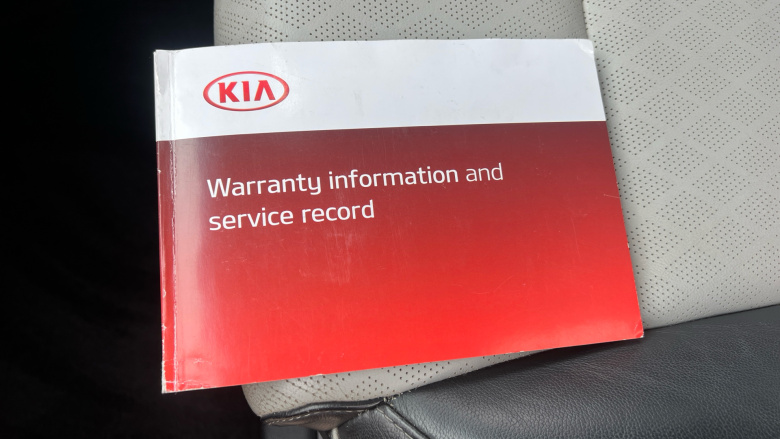 KIA
Warranty information and
service record